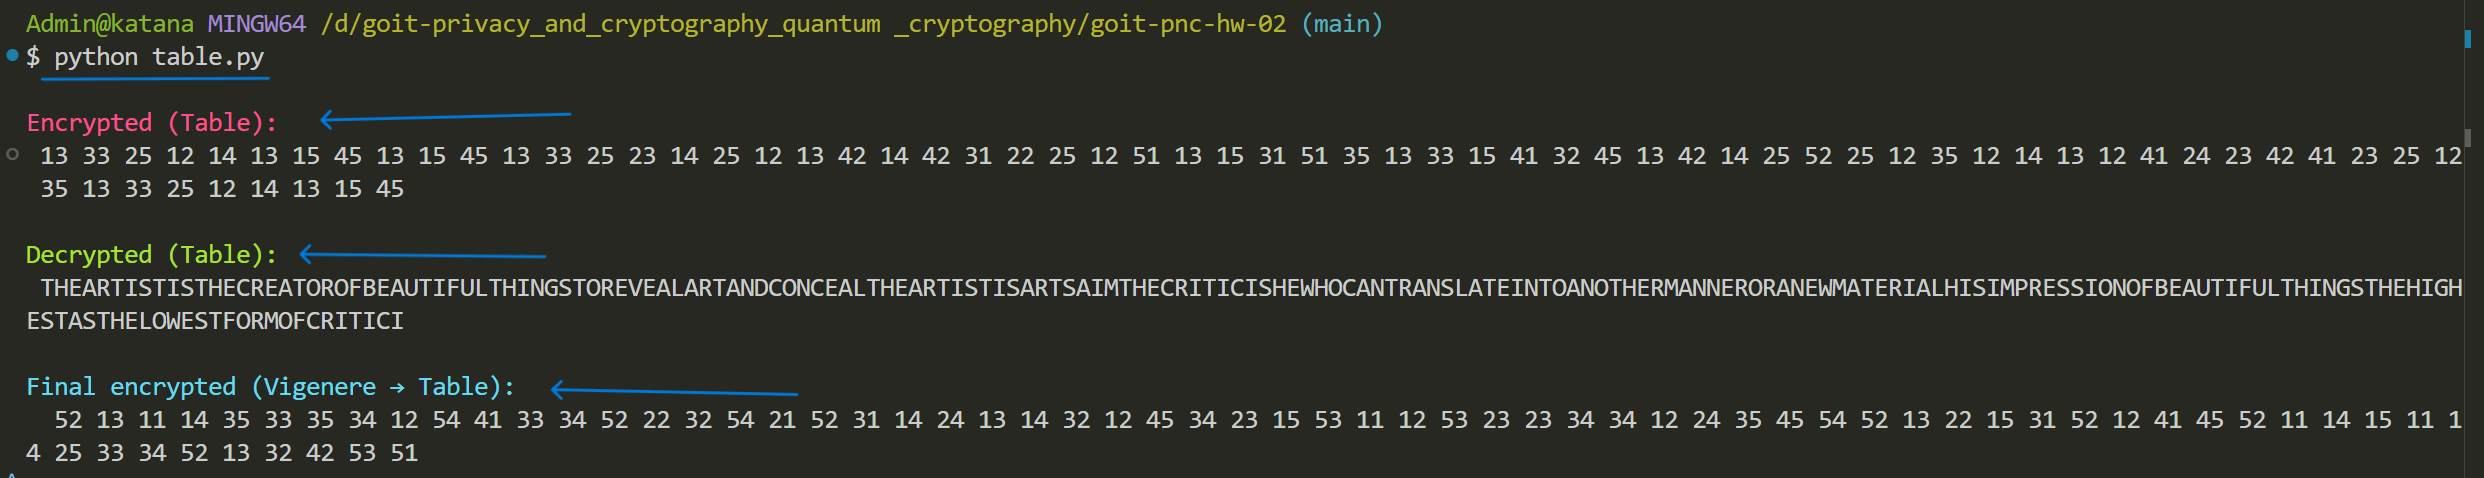 Admin@katana MINGW64 /d/goit-privacy_and_cryptography_quantum _cryptography/goit-pnc-hw-02 (main)
$ python table.py
Encrypted (Table):
13 33 25 12 14 13 15 45 13 15 45 13 33 25 23 14 25 12 13 42 14 42 31 22 25 12 51 13 15 31 51 35 13 33 15 41 32 45 13 42 14 25 52 25 12 35 12 14 13 12 41 24 23 42 41 23 25 12
35 13 33 25 12 14 13 15 45
Decrypted (Table):
THEARTISTISTHECREATOROFBEAUTIFULTHINGSTOREVEALARTANDCONCEALTHEARTISTISARTSAIMTHECRITICISHEWHOCANTRANSLATEINTOANOTHERMANNERORANEWMATERIALHISIMPRESSIONOFBEAUTIFULTHINGSTHEHIGH
ESTASTHELOWESTFORMOFCRITICI
Final encrypted (Vigenere → Table):
52 13 11 14 35 33 35 34 12 54 41 33 34 52 22 32 54 21 52 31 14 24 13 14 32 12 45 34 23 15 53 11 12 53 23 23 34 34 12 24 35 45 54 52 13 22 15 31 52 12 41 45 52 11 14 15 11 1
4 25 33 34 52 13 32 42 53 51